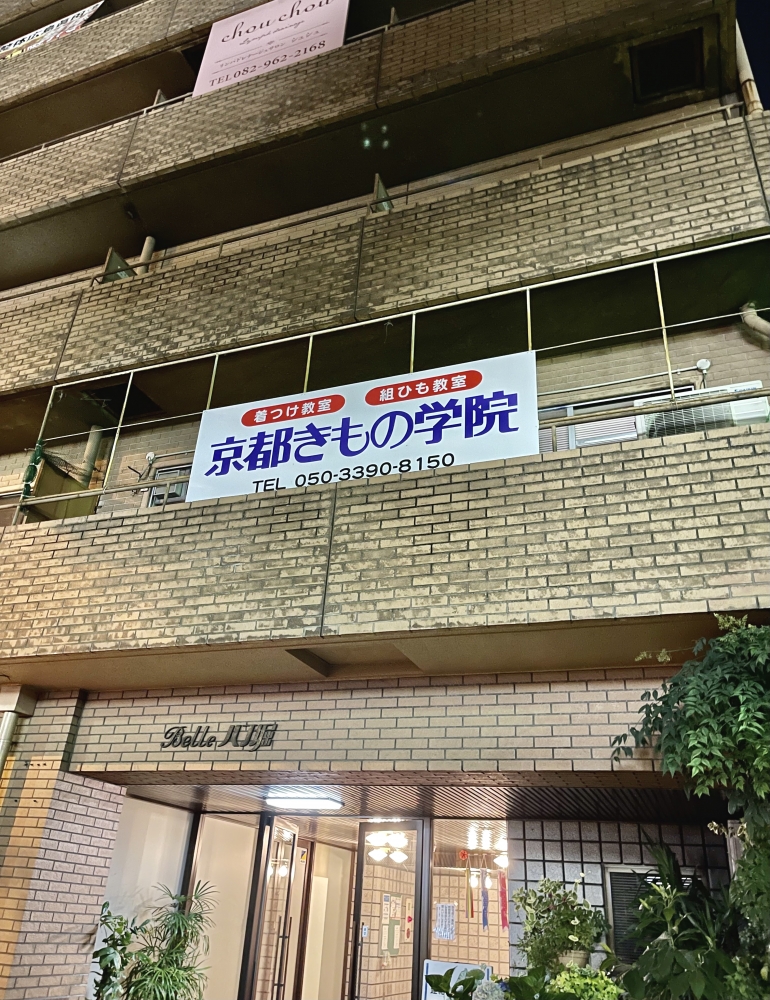 chou chou
TEL 082-962-2168
着つけ教室 組ひも教室
京都きもの学院
TEL 050-3390-8150
Belle 八丁堀